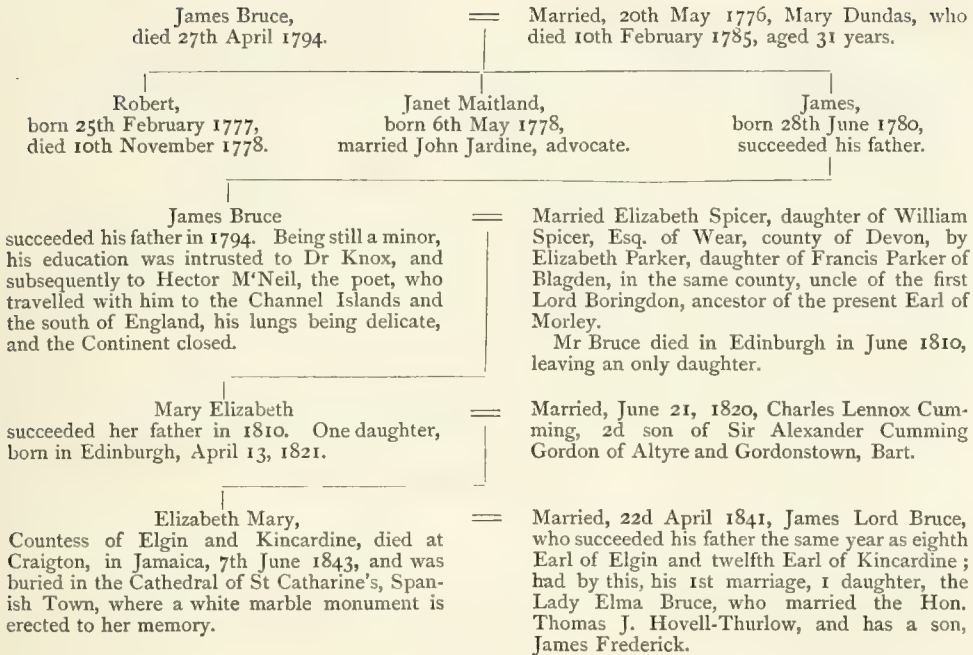 James Bruce,
died 27th April 1794.
Married, 20th May 1776, Mary Dundas, who
died 10th February 1785, aged 31 years.
Robert,
born 25th February 1777,
died 10th November 1778.
Janet Maitland,
born 6th May 1778,
married John Jardine, advocate.
James,
born 28th June 1780,
succeeded his father.
James Bruce
succeeded his father in 1794. Being still a minor,
his education was intrusted to Dr Knox, and
subsequently to Hector M‘Neil, the poet, who
travelled with him to the Channel Islands and
the south of England, his lungs being delicate,
and the Continent closed.
Married Elizabeth Spicer, daughter of William
Spicer, Esq. of Wear, county of Devon, by
Elizabeth Parker, daughter of Francis Parker of
Blagden, in the same county, uncle of the first
Lord Boringdon, ancestor of the present Earl of
Morley.
Mr Bruce died in Edinburgh in June 1810,
leaving an only daughter.
Mary Elizabeth
succeeded her father in 1810. One daughter,
born in Edinburgh, April 13, 1821.
Married, June 21, 1820, Charles Lennox Cum-
ming, 2d son of Sir Alexander Cumming
Gordon of Altyre and Gordonstown, Bart.
Elizabeth Mary,
Countess of Elgin and Kincardine, died at
Craigton, in Jamaica, 7th June 1843, and was
buried in the Cathedral of St Catharine's, Span-
ish Town, where a white marble monument is
erected to her memory.
Married, 22d April 1841, James Lord Bruce,
who succeeded his father the same year as eighth
Earl of Elgin and twelfth Earl of Kincardine ;
had by this, his 1st marriage, 1 daughter, the
Lady Elma Bruce, who married the Hon.
Thomas J. Hovell-Thurlow, and has a son,
James Frederick.